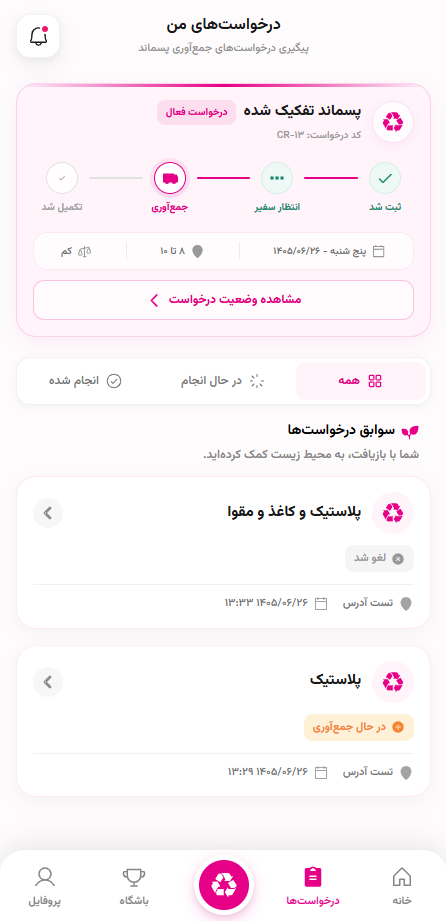 درخواست‌های من
پیگیری درخواست‌های جمع‌آوری پسماند
پسماند تفکیک شده
درخواست فعال
کد درخواست: CR-۱۳
ثبت شد
انتظار سفیر
جمع‌آوری
تکمیل شد
پنج شنبه - ۱۴۰۵/۰۶/۲۶
۸ تا ۱۰
کم
مشاهده وضعیت درخواست
همه
در حال انجام
انجام شده
سوابق درخواست‌ها
شما با بازیافت، به محیط زیست کمک کرده‌اید.
پلاستیک و کاغذ و مقوا
لغو شد
تست آدرس
۱۴۰۵/۰۶/۲۶ ۱۳:۳۳
پلاستیک
در حال جمع‌آوری
تست آدرس
۱۴۰۵/۰۶/۲۶ ۱۳:۲۹
خانه
درخواست‌ها
باشگاه
پروفایل